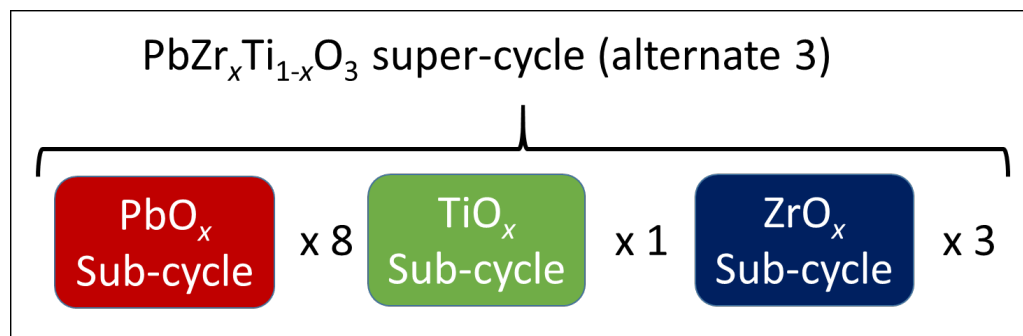 PbZrₓTi₁₋ₓO₃ super-cycle (alternate 3)
PbOₓ
Sub-cycle
x 8
TiOₓ
Sub-cycle
x 1
ZrOₓ
Sub-cycle
x 3